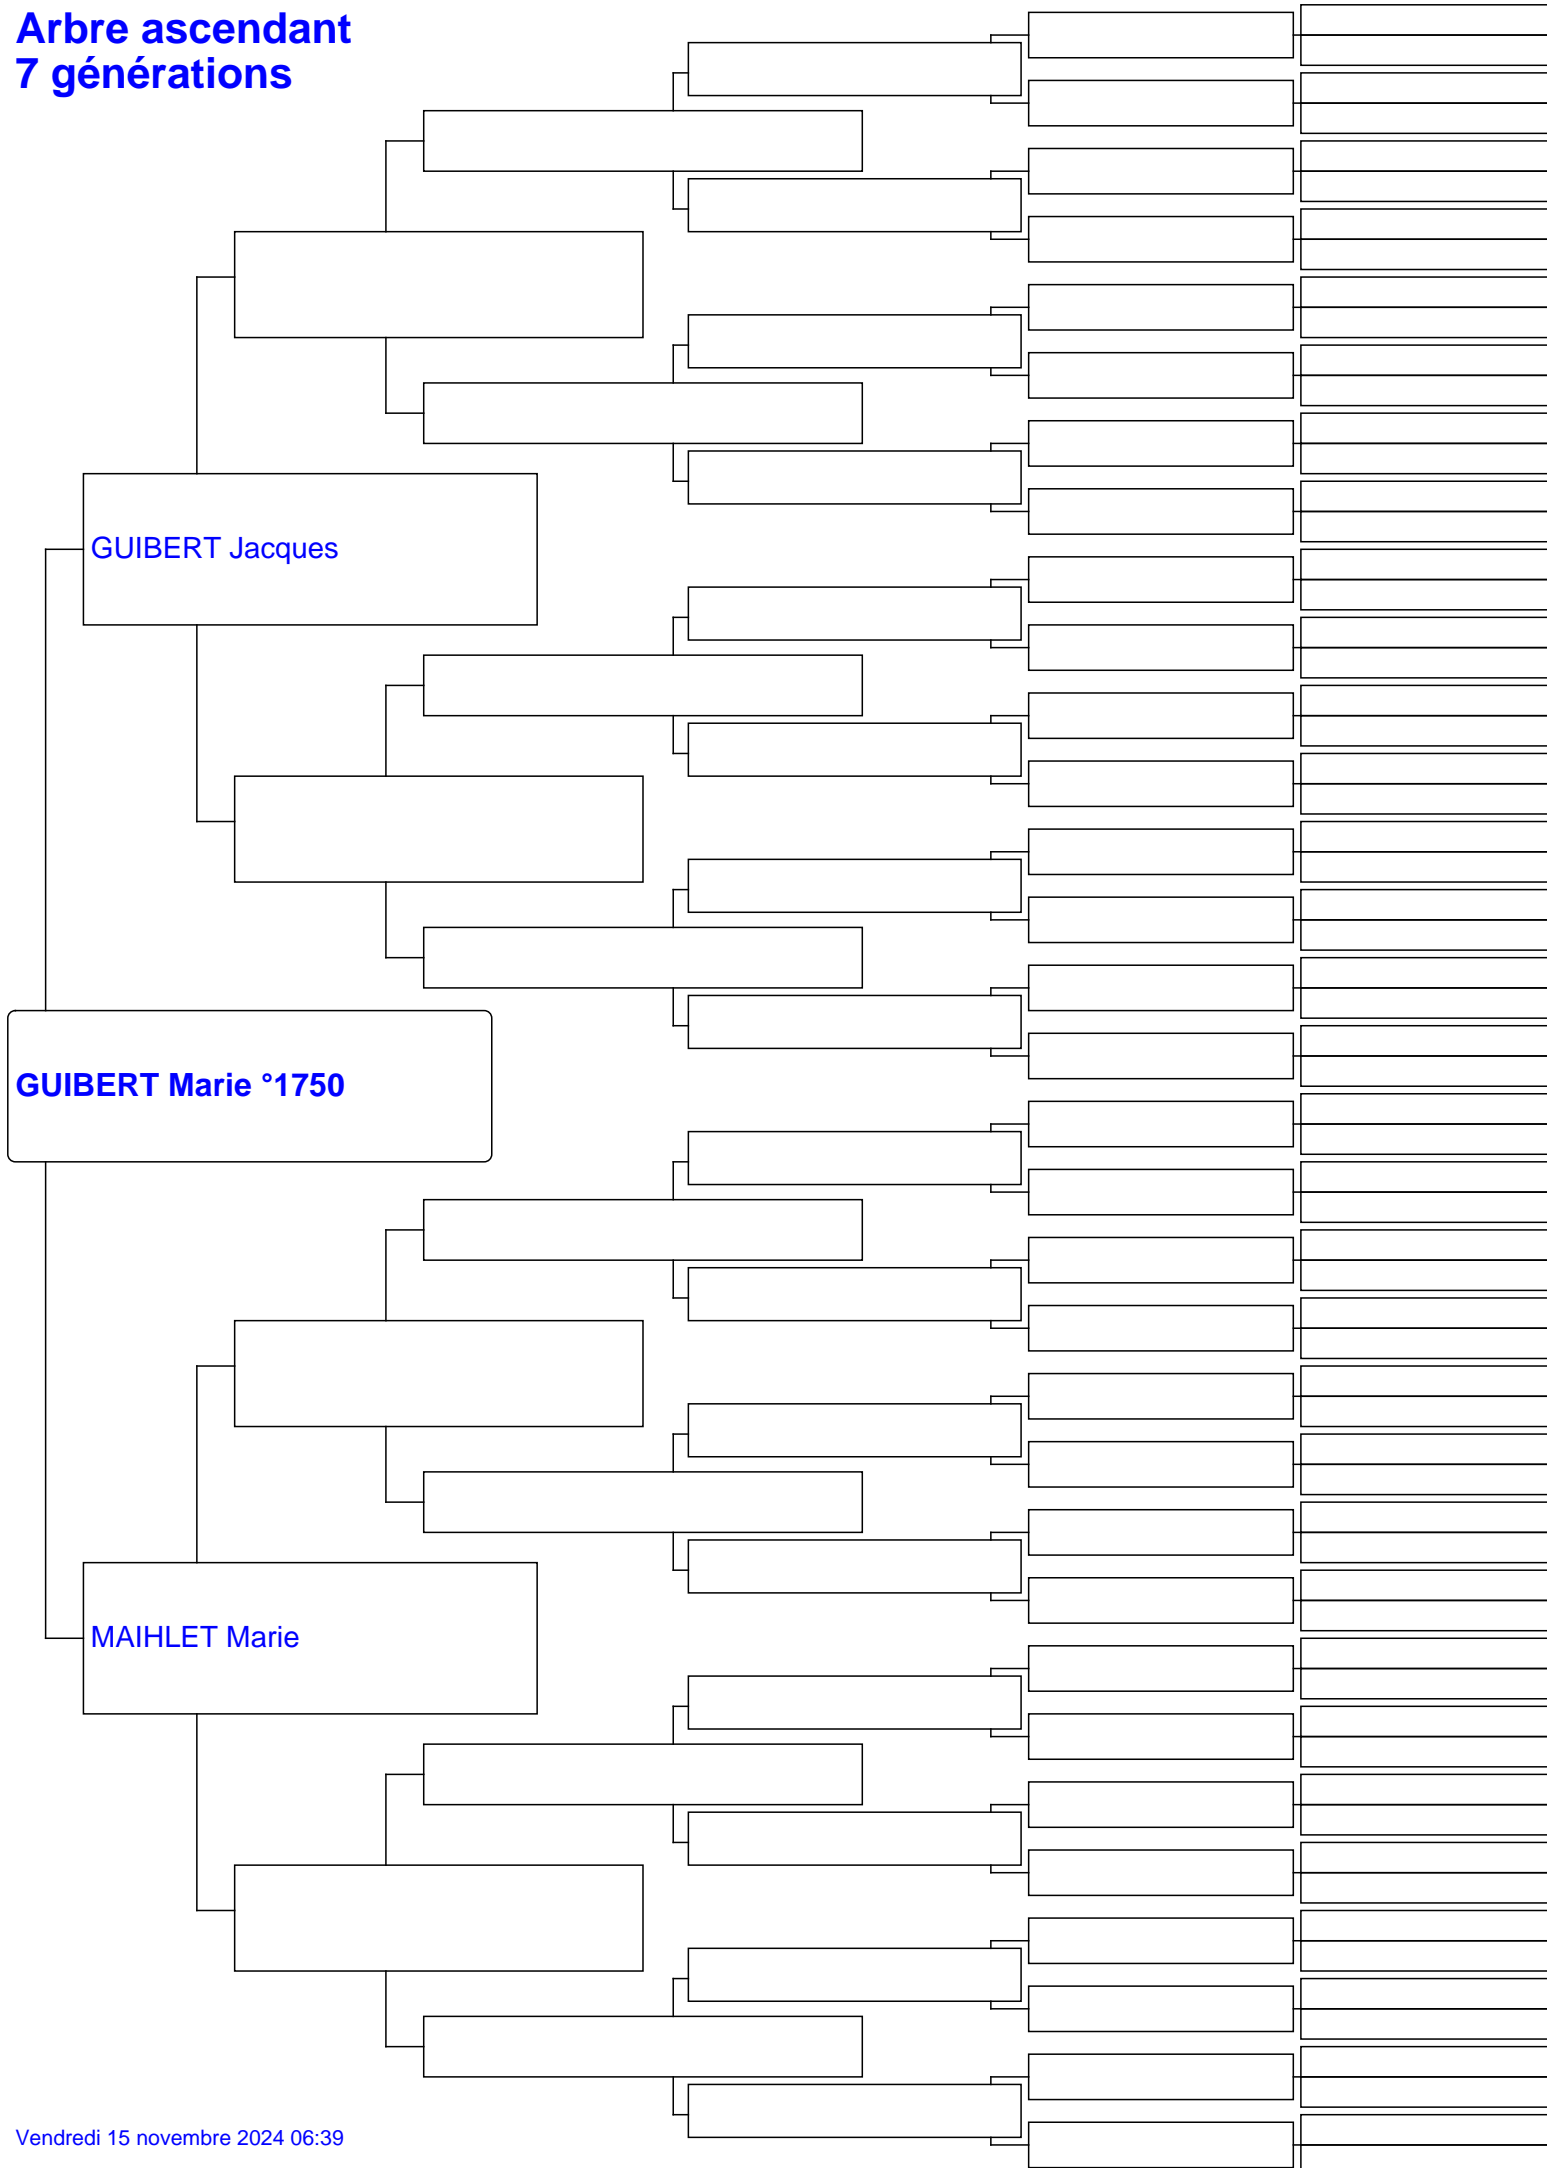 Arbre ascendant
7 générations
GUIBERT Jacques
GUIBERT Marie °1750
MAIHLET Marie
Vendredi 15 novembre 2024 06:39